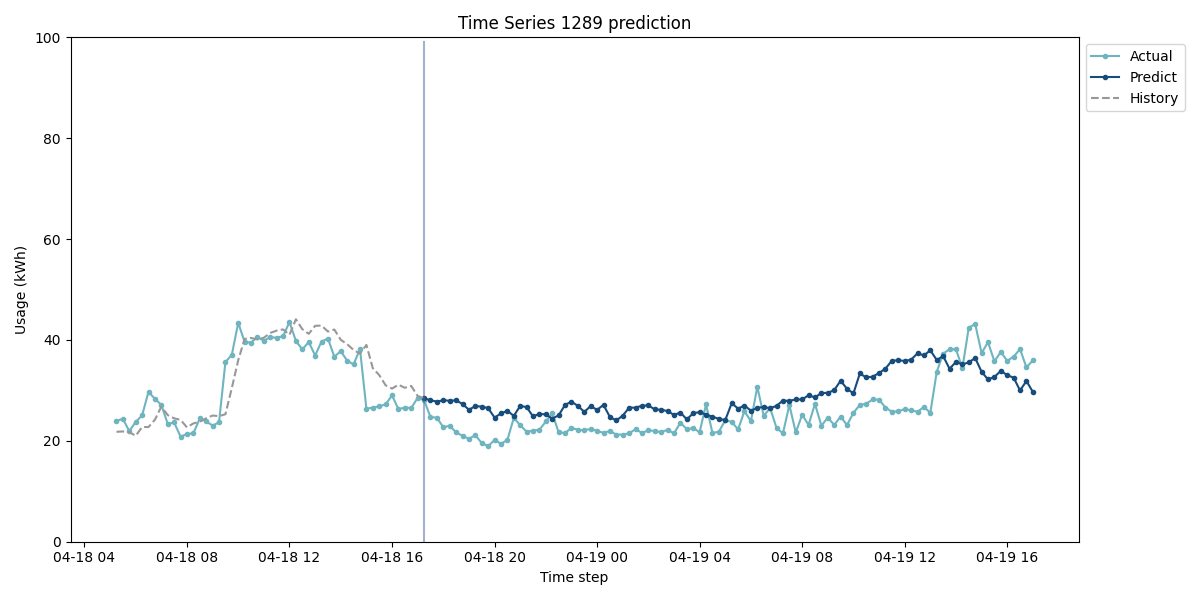 Time Series 1289 prediction
100
80
60
40
20
0
Usage (kWh)
04-18 04
04-18 08
04-18 12
04-18 16
04-18 20
04-19 00
04-19 04
04-19 08
04-19 12
04-19 16
Time step
Actual
Predict
History